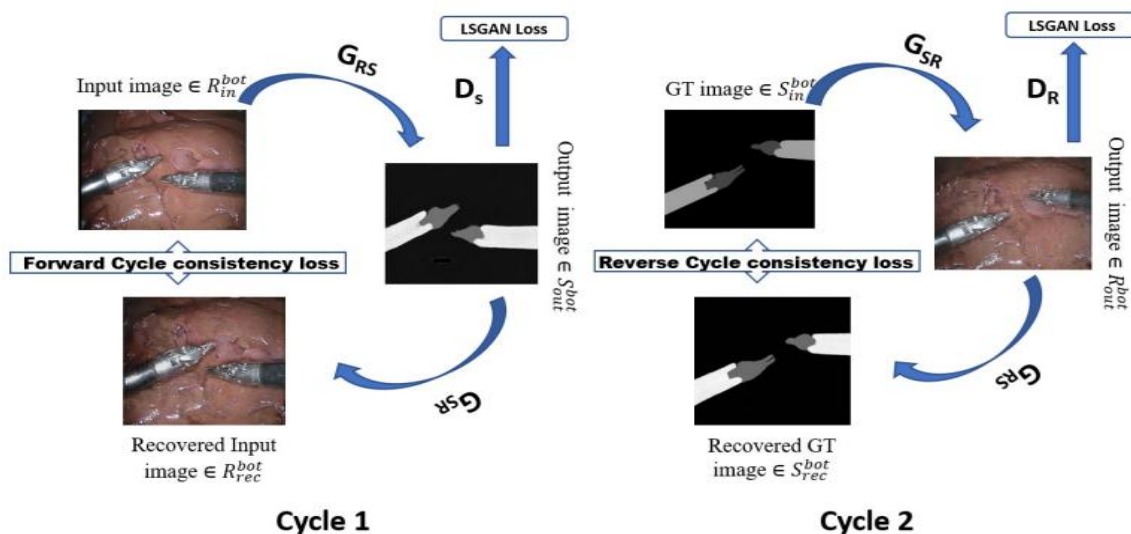 LSGAN Loss
G_RS
Input image ∈ R_in^bot
D_s
Output image ∈ S_out^bot
Forward Cycle consistency loss
G_SR
Recovered Input
image ∈ R_rec^bot
Cycle 1
LSGAN Loss
G_SR
GT image ∈ S_in^bot
D_R
Output image ∈ R_out^bot
Reverse Cycle consistency loss
G_RS
Recovered GT
image ∈ S_rec^bot
Cycle 2